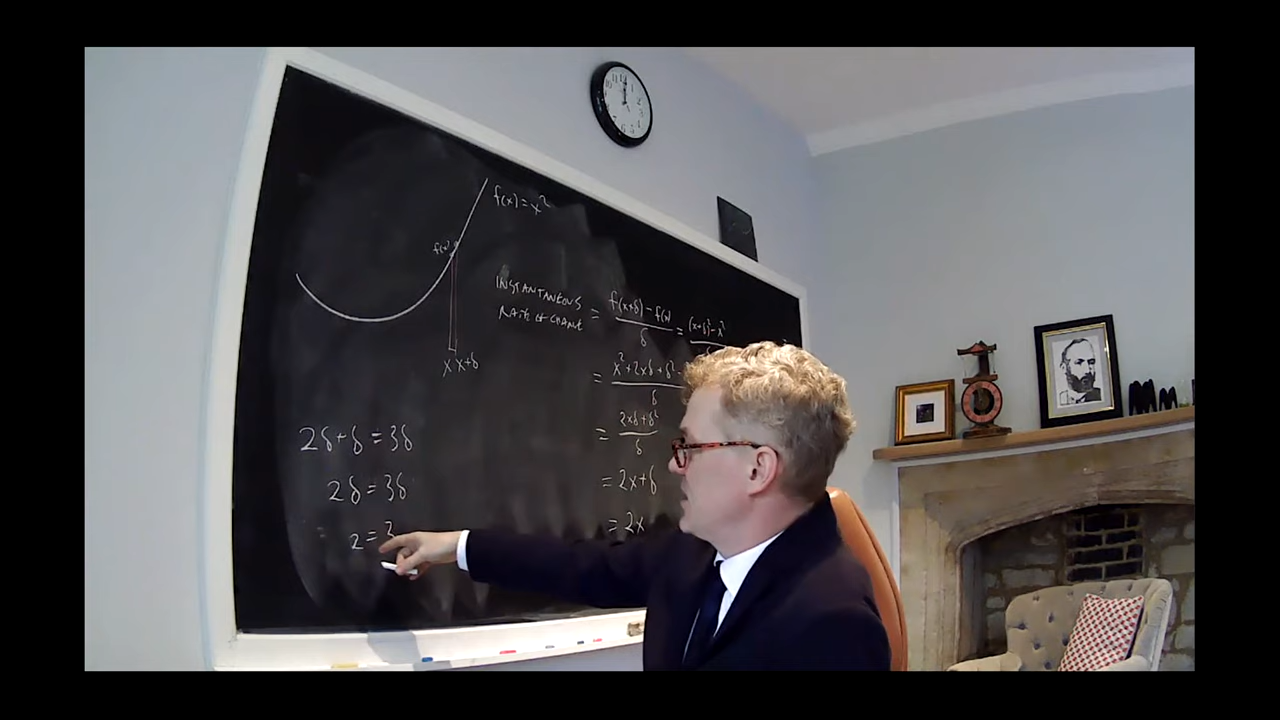 f(x) = x²
f(x)
x x+δ
INSTANTANEOUS
RATE OF CHANGE
= f(x+δ) - f(x) / δ = (x+δ)² - x² / δ
= x² + 2xδ + δ² - / δ
= 2xδ + δ² / δ
= 2x + δ
= 2x
2δ + δ = 3δ
2δ = 3δ
2 = 3